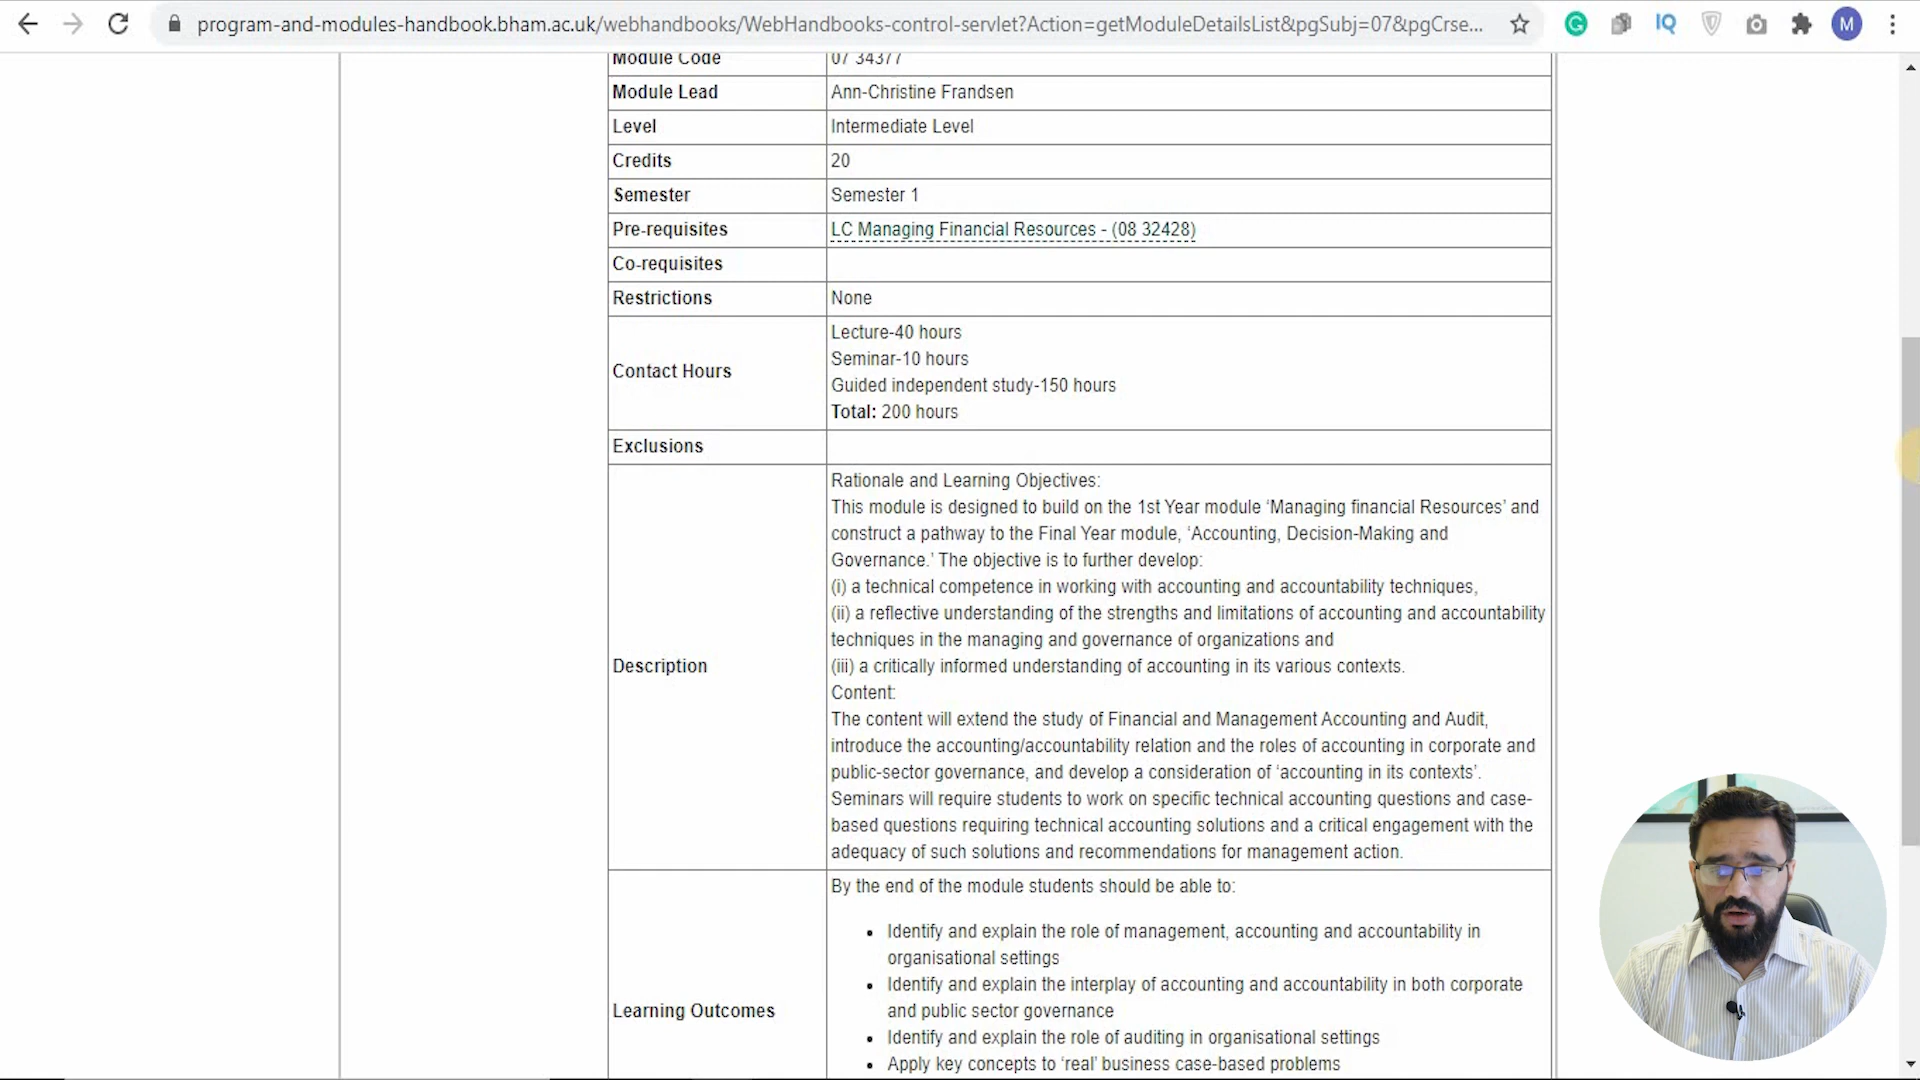 program-and-modules-handbook.bham.ac.uk/webhandbooks/WebHandbooks-control-servlet?Action=getModuleDetailsList&pgSubj=07&pgCrse...
IQ
M
Module Code 07 34377
Module Lead Ann-Christine Frandsen
Level Intermediate Level
Credits 20
Semester Semester 1
Pre-requisites LC Managing Financial Resources - (08 32428)
Co-requisites
Restrictions None
Contact Hours
Lecture-40 hours
Seminar-10 hours
Guided independent study-150 hours
Total: 200 hours
Exclusions
Description
Rationale and Learning Objectives:
This module is designed to build on the 1st Year module ‘Managing financial Resources’ and
construct a pathway to the Final Year module, ‘Accounting, Decision-Making and
Governance.’ The objective is to further develop:
(i) a technical competence in working with accounting and accountability techniques,
(ii) a reflective understanding of the strengths and limitations of accounting and accountability
techniques in the managing and governance of organizations and
(iii) a critically informed understanding of accounting in its various contexts.
Content:
The content will extend the study of Financial and Management Accounting and Audit,
introduce the accounting/accountability relation and the roles of accounting in corporate and
public-sector governance, and develop a consideration of ‘accounting in its contexts’.
Seminars will require students to work on specific technical accounting questions and case-
based questions requiring technical accounting solutions and a critical engagement with the
adequacy of such solutions and recommendations for management action.
Learning Outcomes
By the end of the module students should be able to:
• Identify and explain the role of management, accounting and accountability in
organisational settings
• Identify and explain the interplay of accounting and accountability in both corporate
and public sector governance
• Identify and explain the role of auditing in organisational settings
• Apply key concepts to ‘real’ business case-based problems